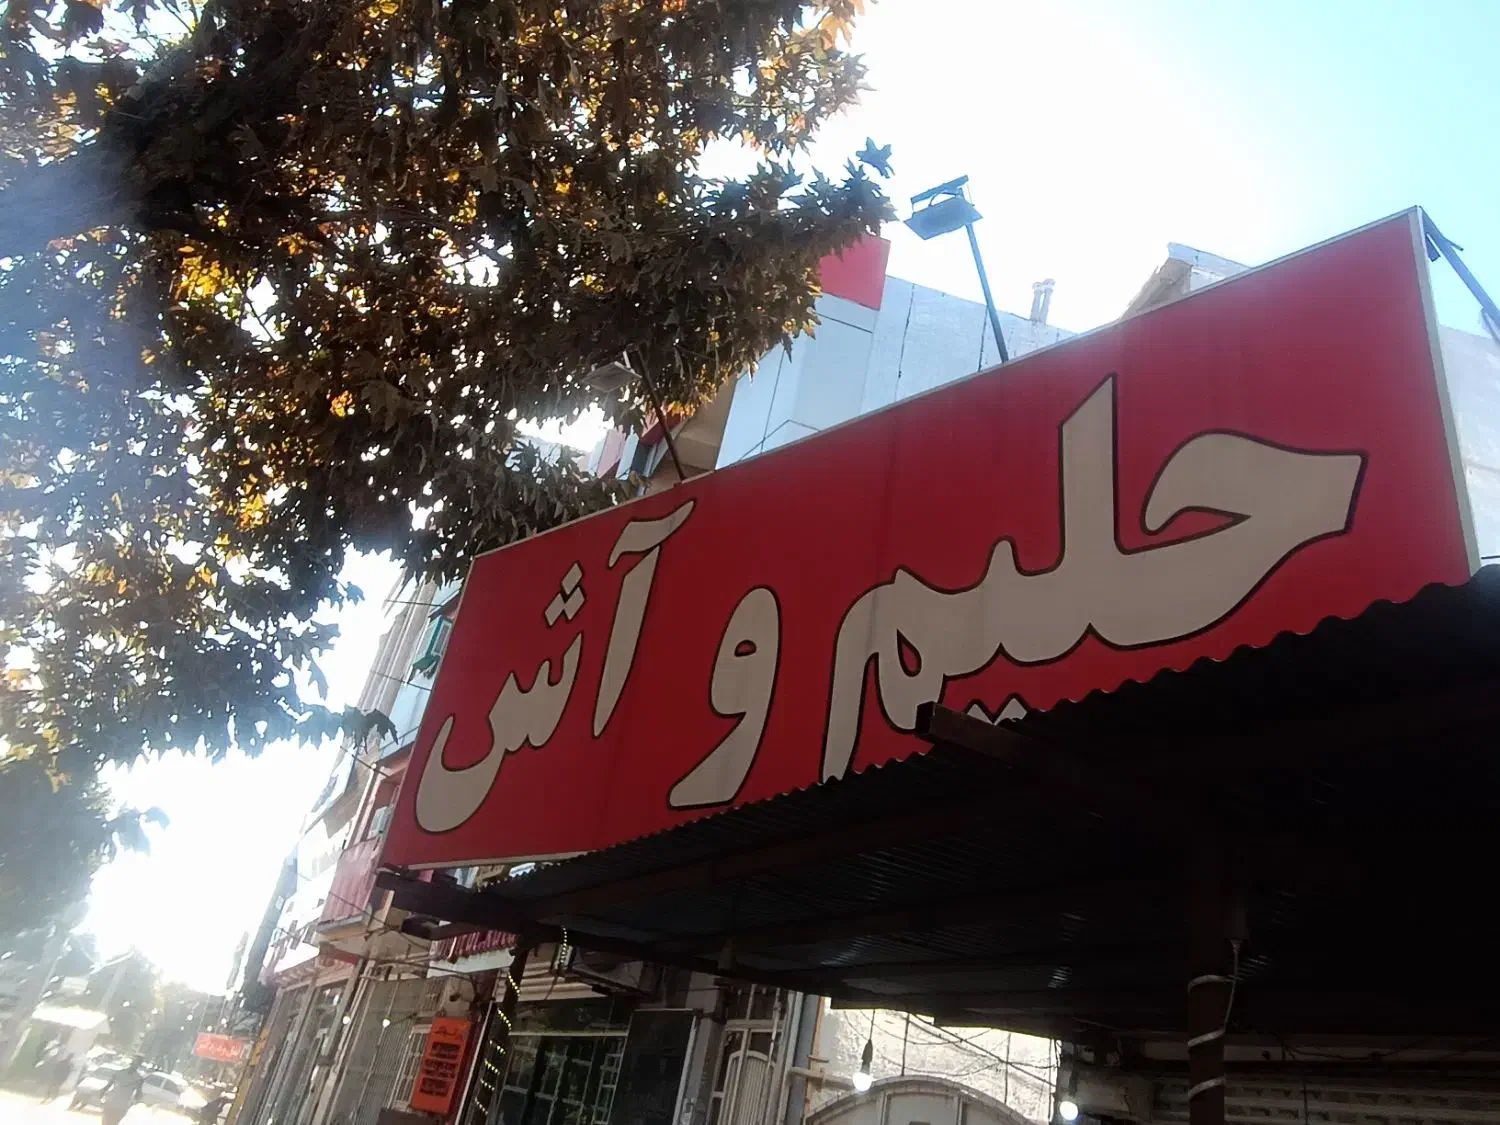 حلیم و آش